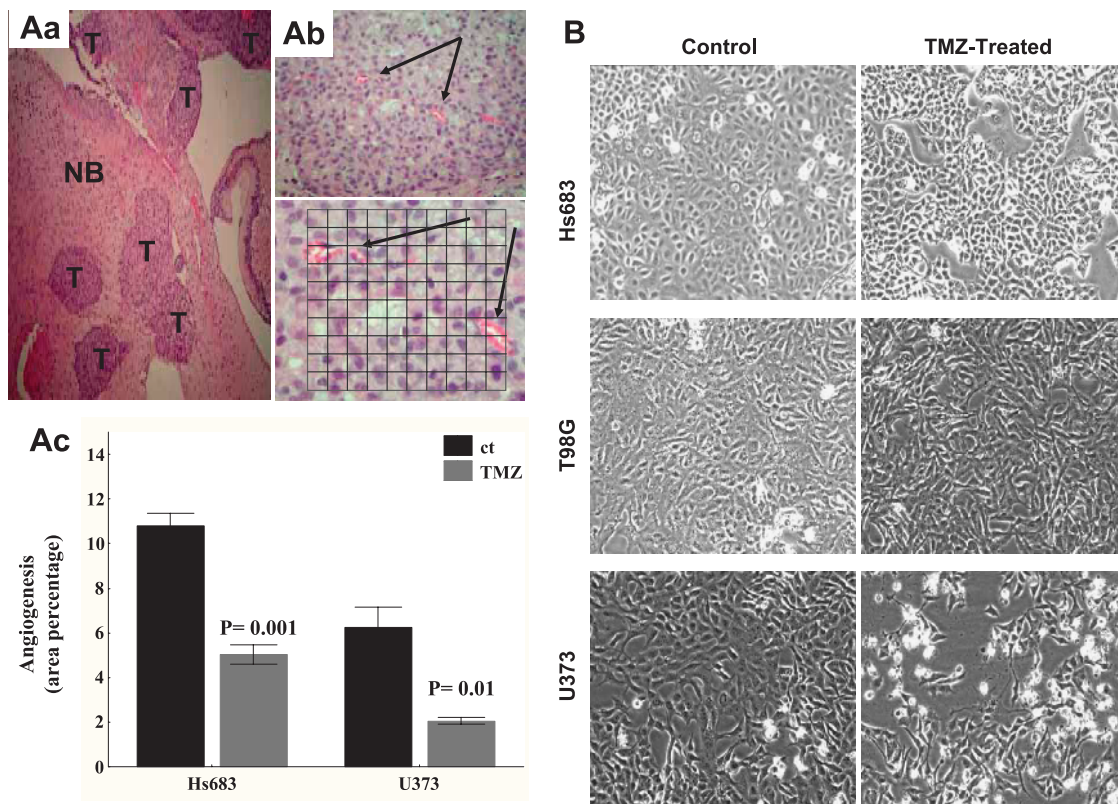 Aa
T
T
T
NB
T
T
T
T
Ab
Ac
14
12
10
8
6
4
2
0
Angiogenesis
(area percentage)
ct
TMZ
P= 0.001
P= 0.01
Hs683
U373
B
Control
TMZ-Treated
Hs683
T98G
U373